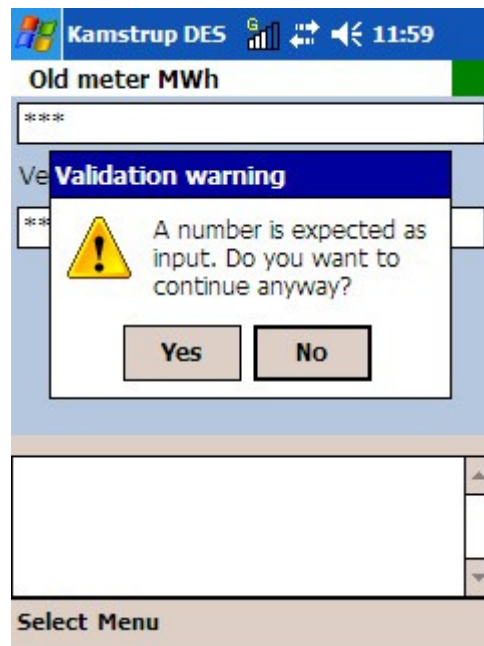 Kamstrup DES G 11:59
Old meter MWh
***
Ve
Validation warning
**
A number is expected as
input. Do you want to
continue anyway?
Yes No
Select Menu